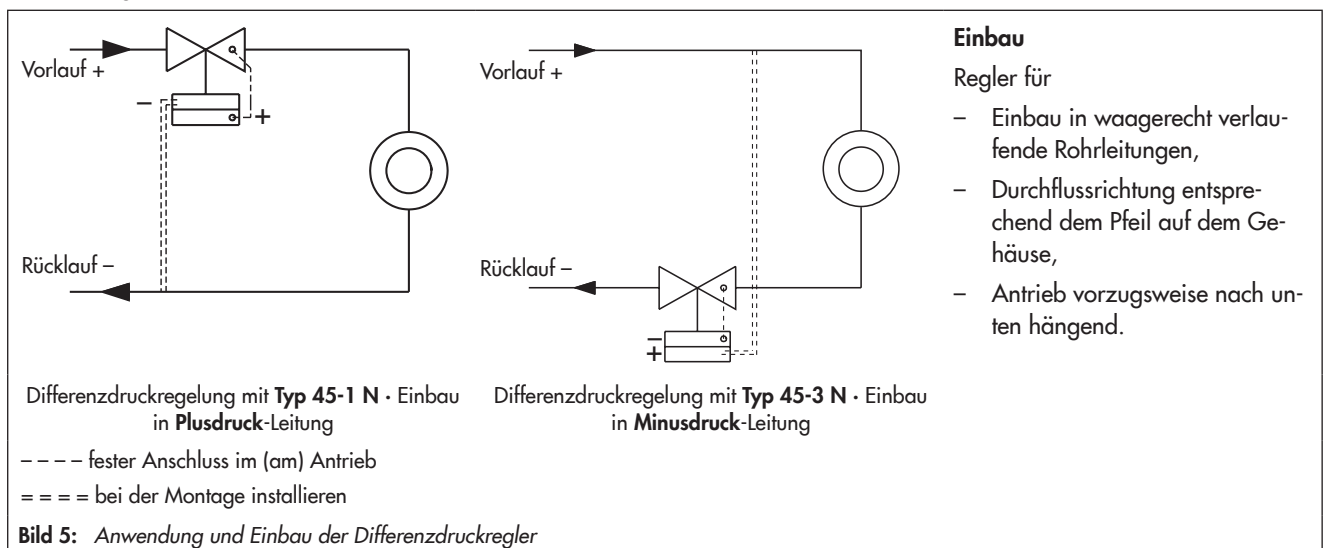 Vorlauf +
–
+
Rücklauf –
Differenzdruckregelung mit Typ 45-1 N · Einbau
in Plusdruck-Leitung
Vorlauf +
Rücklauf –
–
+
Differenzdruckregelung mit Typ 45-3 N · Einbau
in Minusdruck-Leitung
– – – – fester Anschluss im (am) Antrieb
= = = = bei der Montage installieren
Einbau
Regler für
– Einbau in waagerecht verlau-
fende Rohrleitungen,
– Durchflussrichtung entspre-
chend dem Pfeil auf dem Ge-
häuse,
– Antrieb vorzugsweise nach un-
ten hängend.
Bild 5: Anwendung und Einbau der Differenzdruckregler